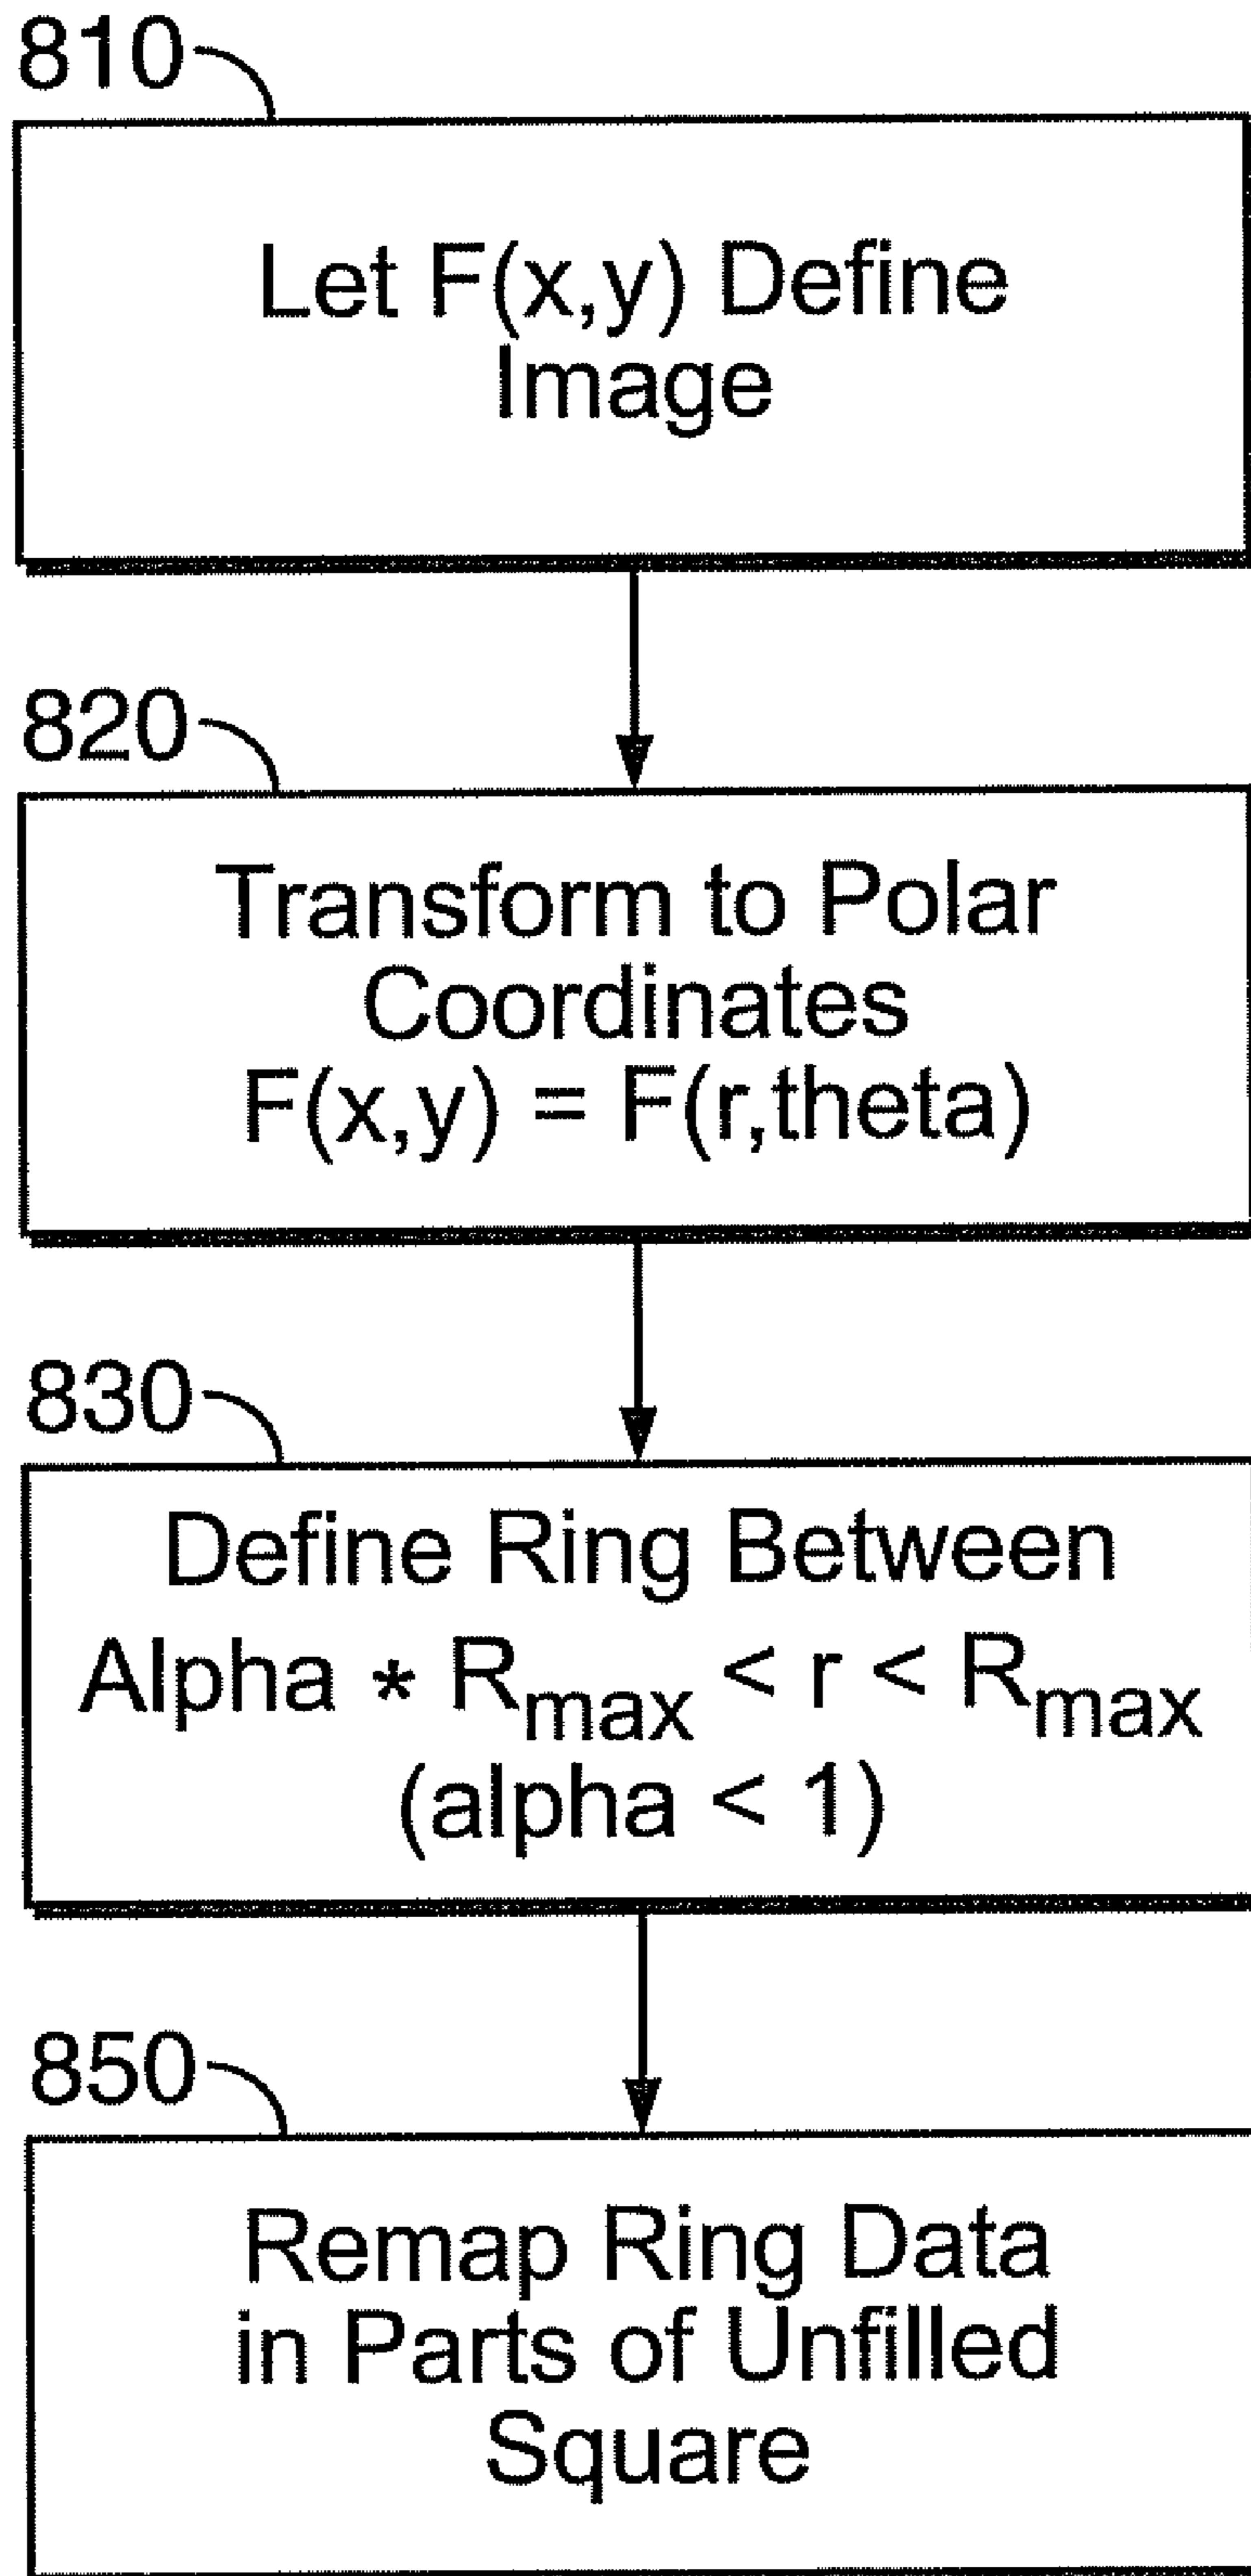 810
Let F(x,y) Define
Image
820
Transform to Polar
Coordinates
F(x,y) = F(r,theta)
830
Define Ring Between
Alpha * Rmax < r < Rmax
(alpha < 1)
850
Remap Ring Data
in Parts of Unfilled
Square